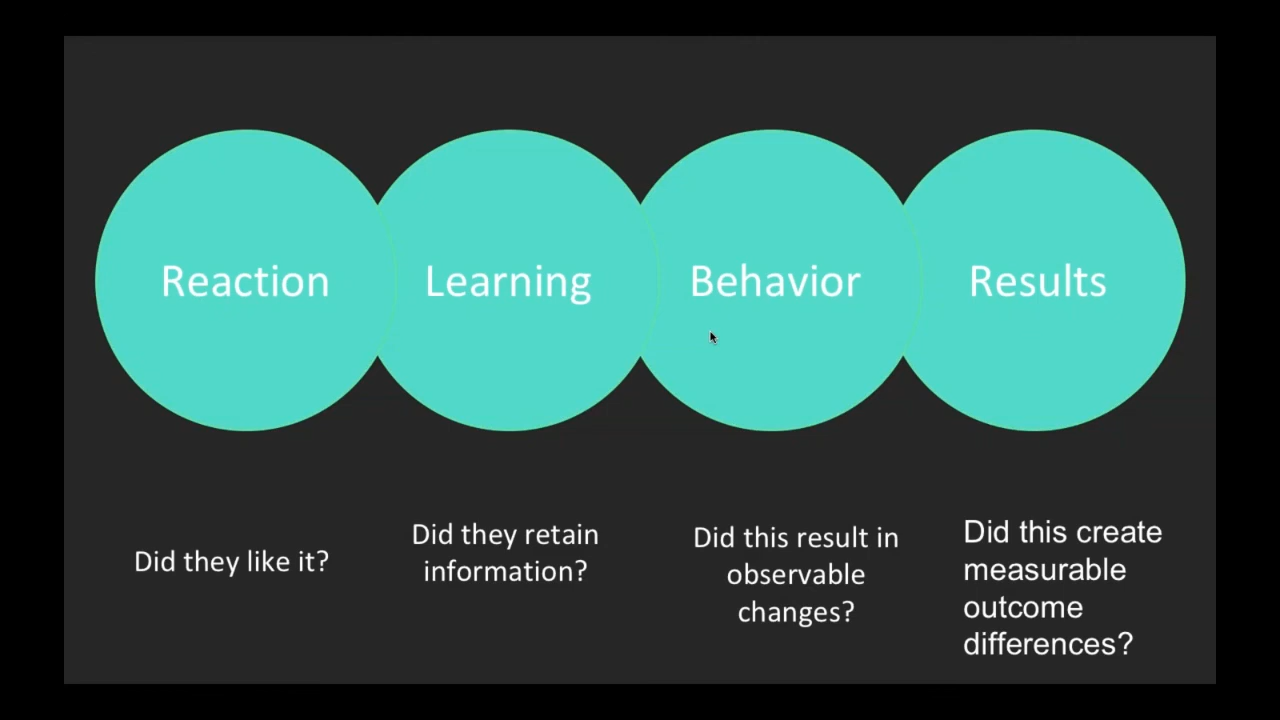 Reaction
Learning
Behavior
Results
Did they like it?
Did they retain
information?
Did this result in
observable
changes?
Did this create
measurable
outcome
differences?